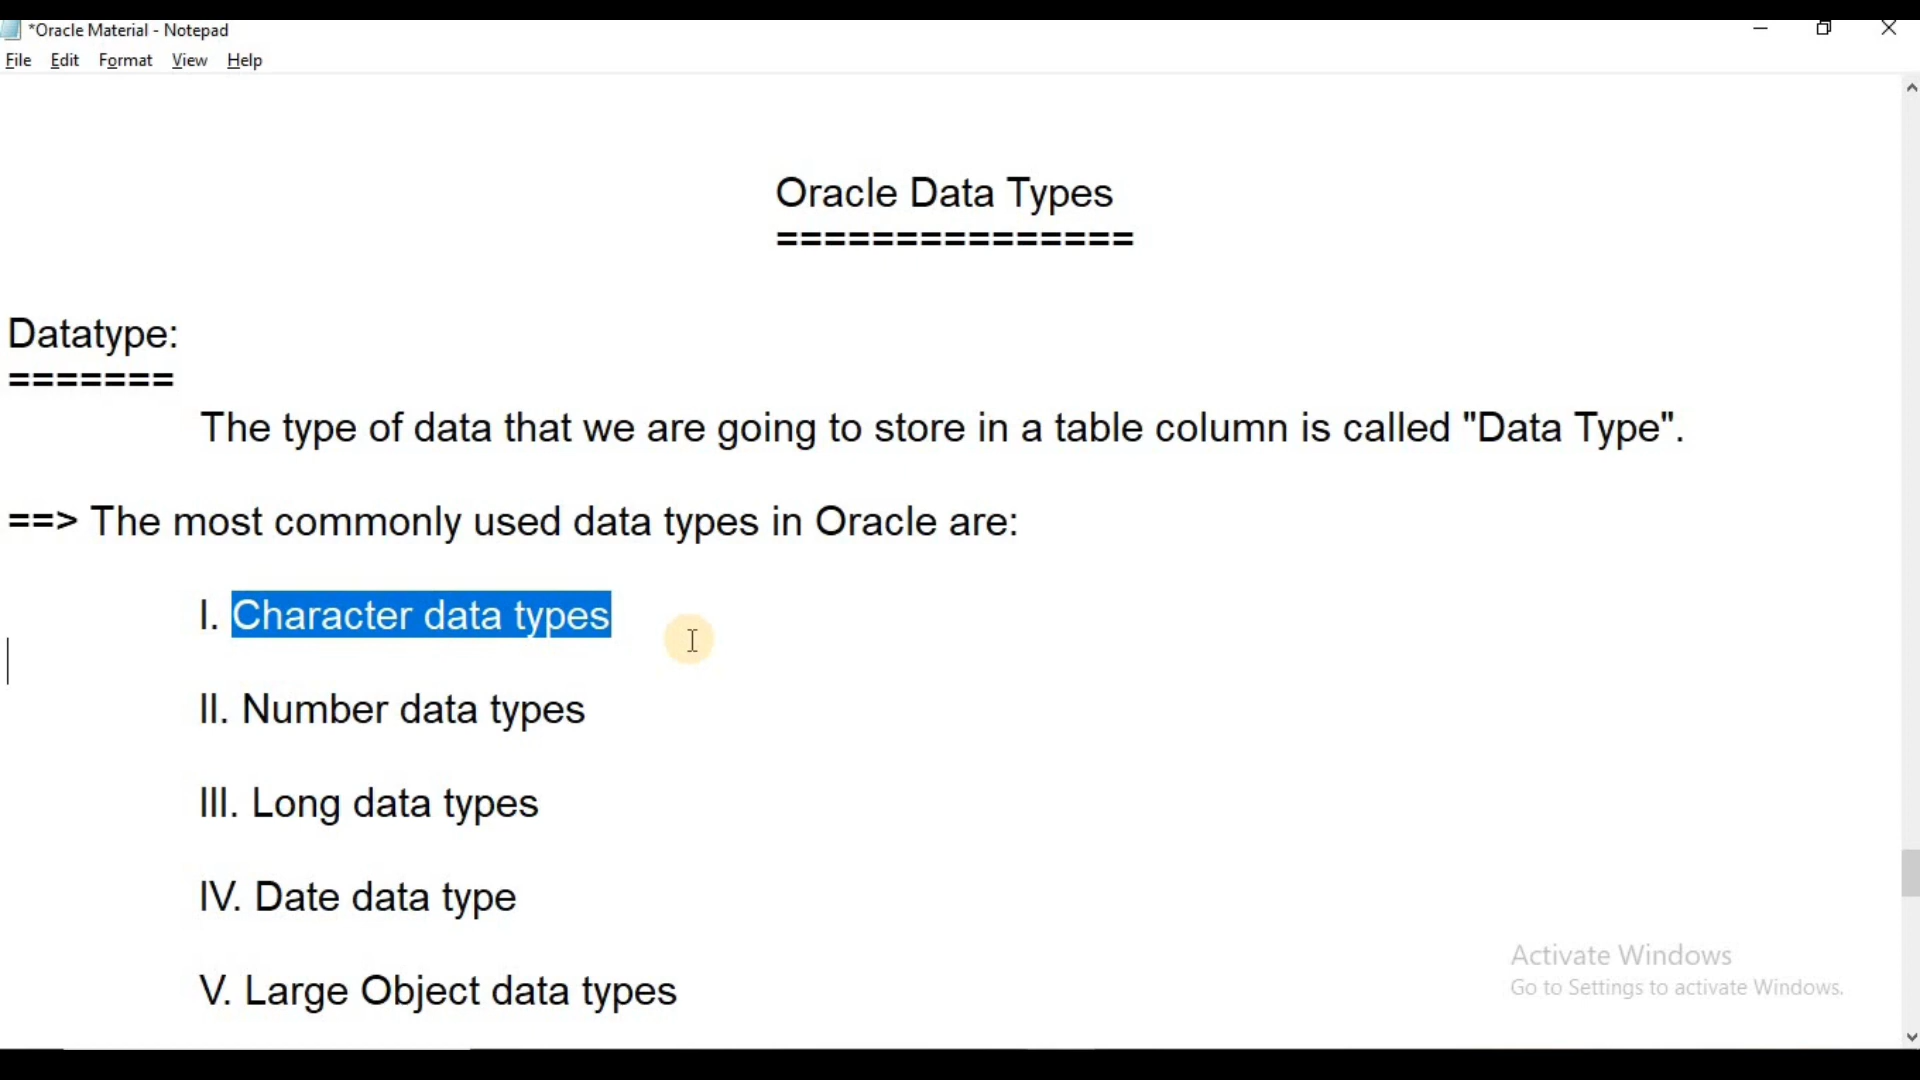 *Oracle Material - Notepad
File Edit Format View Help
Oracle Data Types
===============
Datatype:
=======
The type of data that we are going to store in a table column is called "Data Type".
==> The most commonly used data types in Oracle are:
I. Character data types
II. Number data types
III. Long data types
IV. Date data type
V. Large Object data types
Activate Windows
Go to Settings to activate Windows.